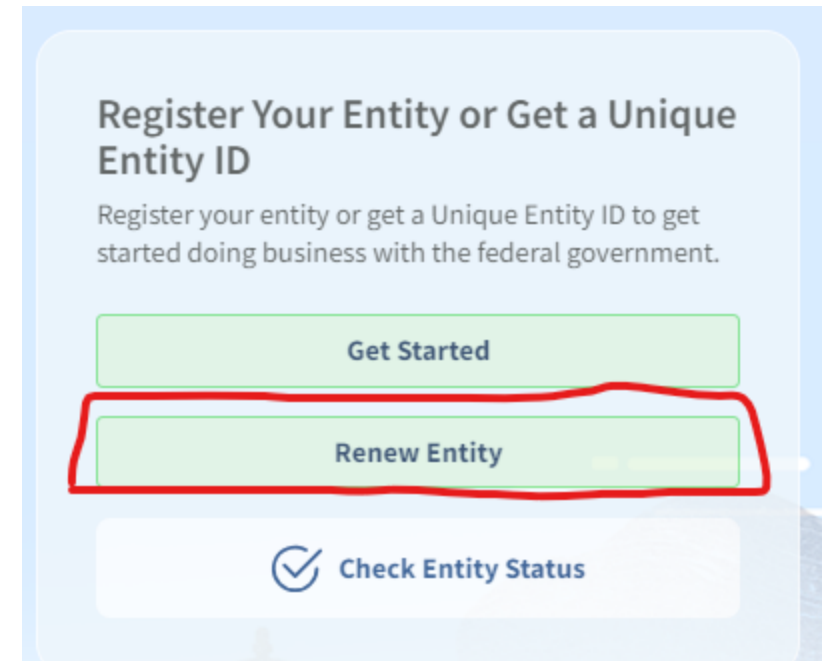 Register Your Entity or Get a Unique
Entity ID
Register your entity or get a Unique Entity ID to get
started doing business with the federal government.
Get Started
Renew Entity
Check Entity Status